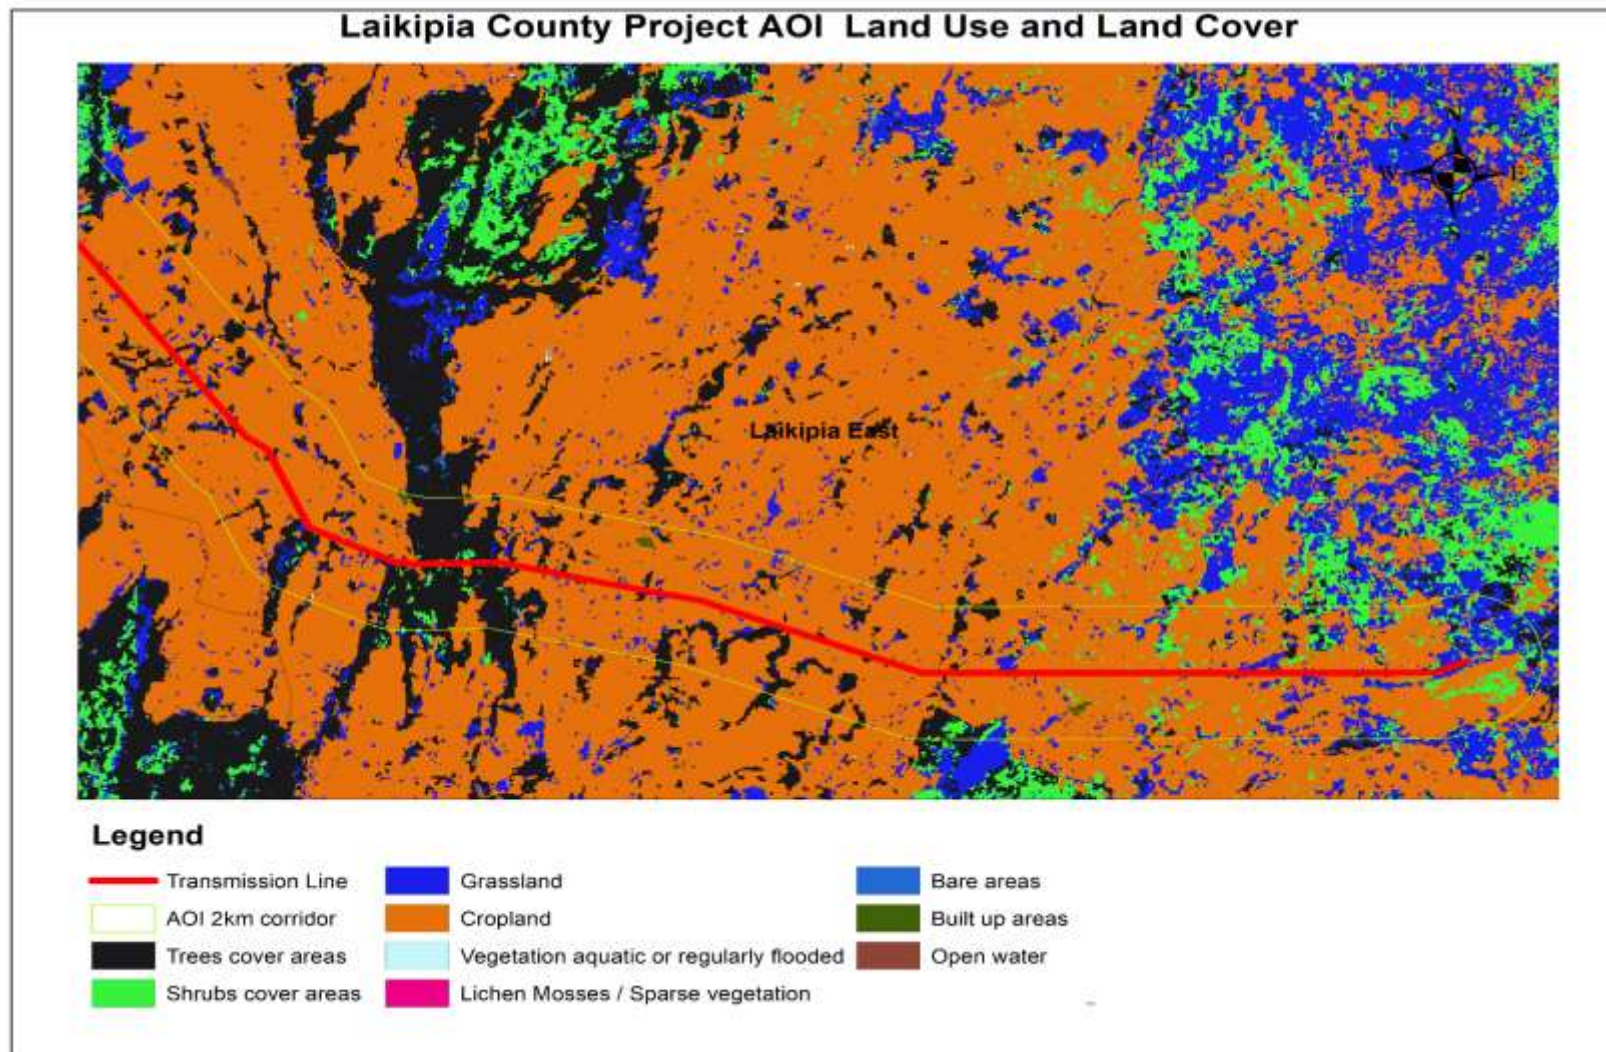 Laikipia County Project AOI Land Use and Land Cover
N
W E
S
Laikipia East
Legend
Transmission Line
AOI 2km corridor
Trees cover areas
Shrubs cover areas
Grassland
Cropland
Vegetation aquatic or regularly flooded
Lichen Mosses / Sparse vegetation
Bare areas
Built up areas
Open water